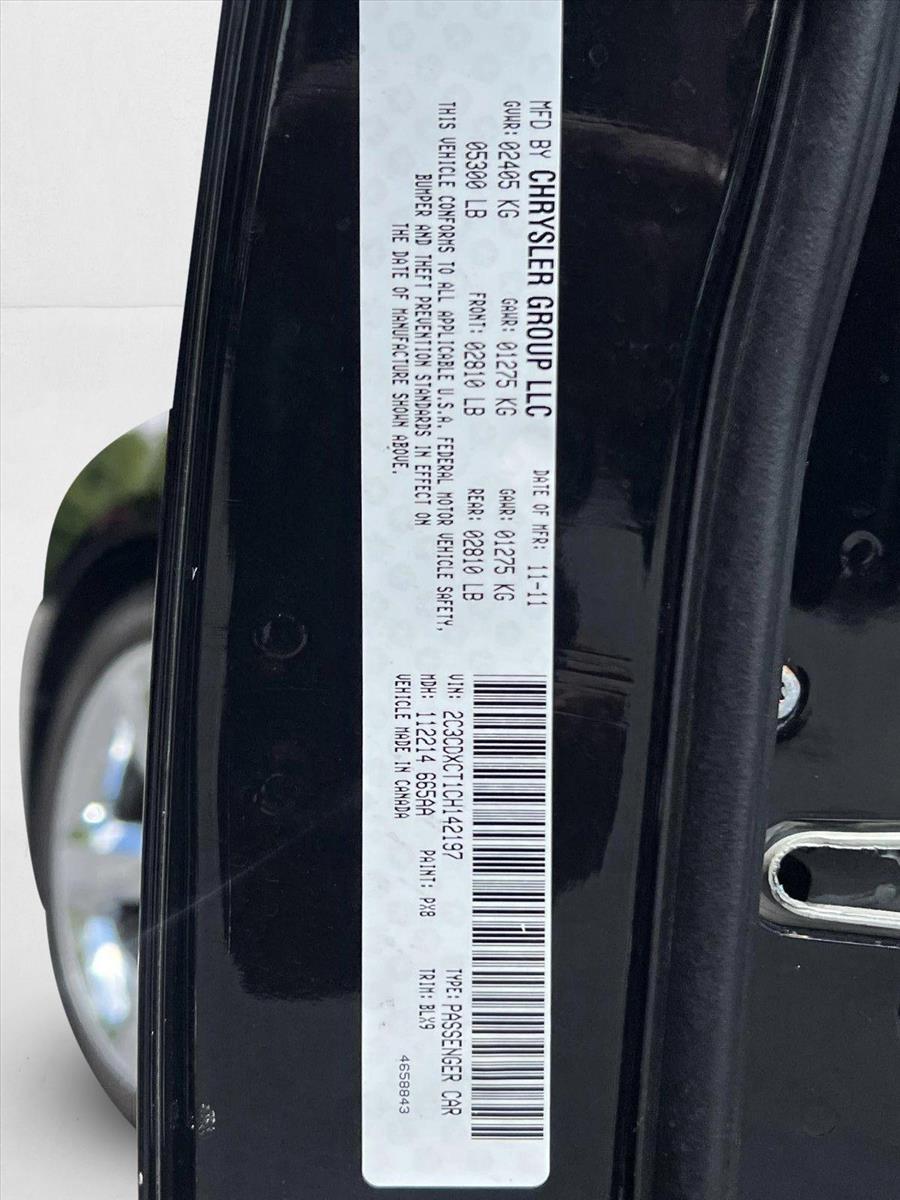 MFD BY CHRYSLER GROUP LLC DATE OF MFR: 11-11
GVWR: 02405 KG GAWR: 01275 KG GAWR: 01275 KG
05300 LB FRONT: 02810 LB REAR: 02810 LB
THIS VEHICLE CONFORMS TO ALL APPLICABLE U.S.A. FEDERAL MOTOR VEHICLE SAFETY,
BUMPER AND THEFT PREVENTION STANDARDS IN EFFECT ON
THE DATE OF MANUFACTURE SHOWN ABOVE.
VIN: 2C3CDXCT1CH142197 TYPE: PASSENGER CAR
MDH: 112214 665AA PAINT: PX8 TRIM: BLX9
VEHICLE MADE IN CANADA
4658843